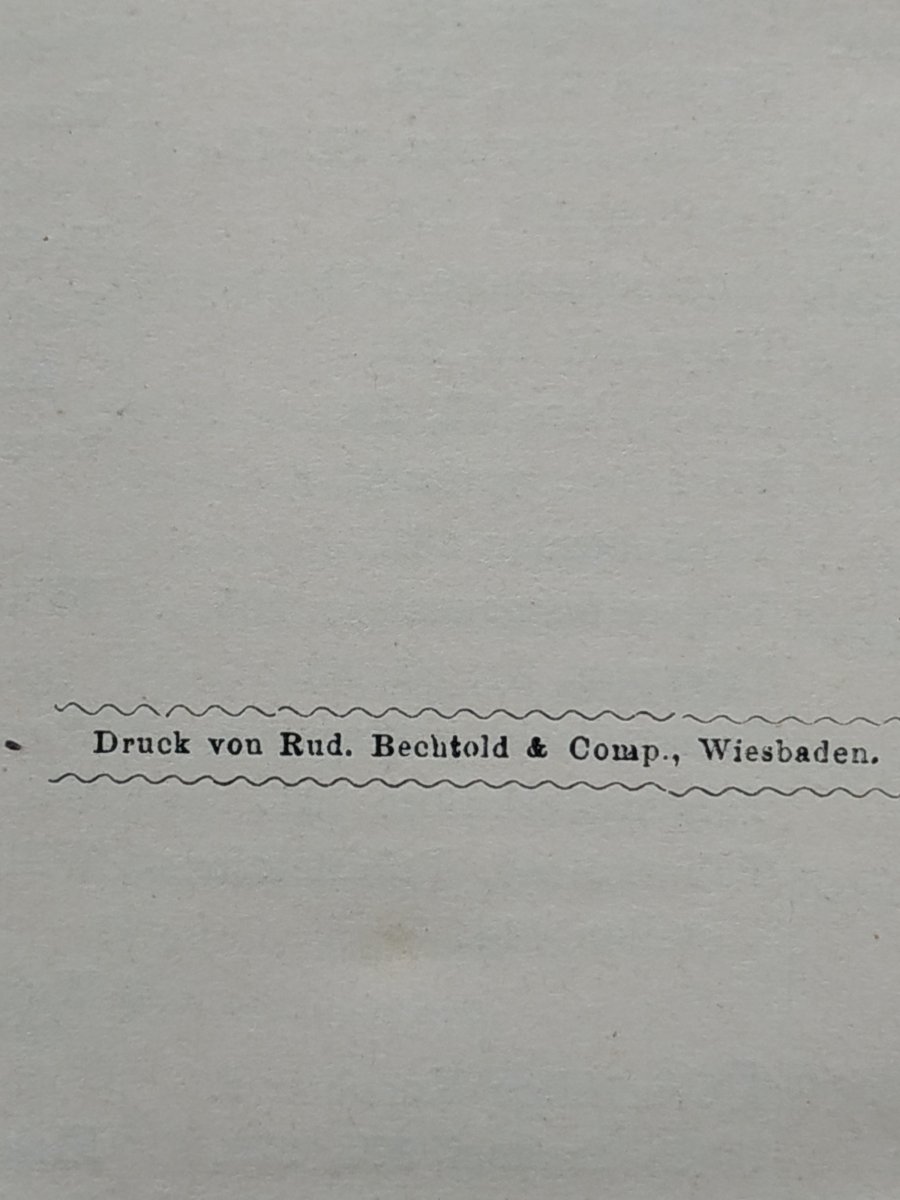 Druck von Rud. Bechtold & Comp., Wiesbaden.